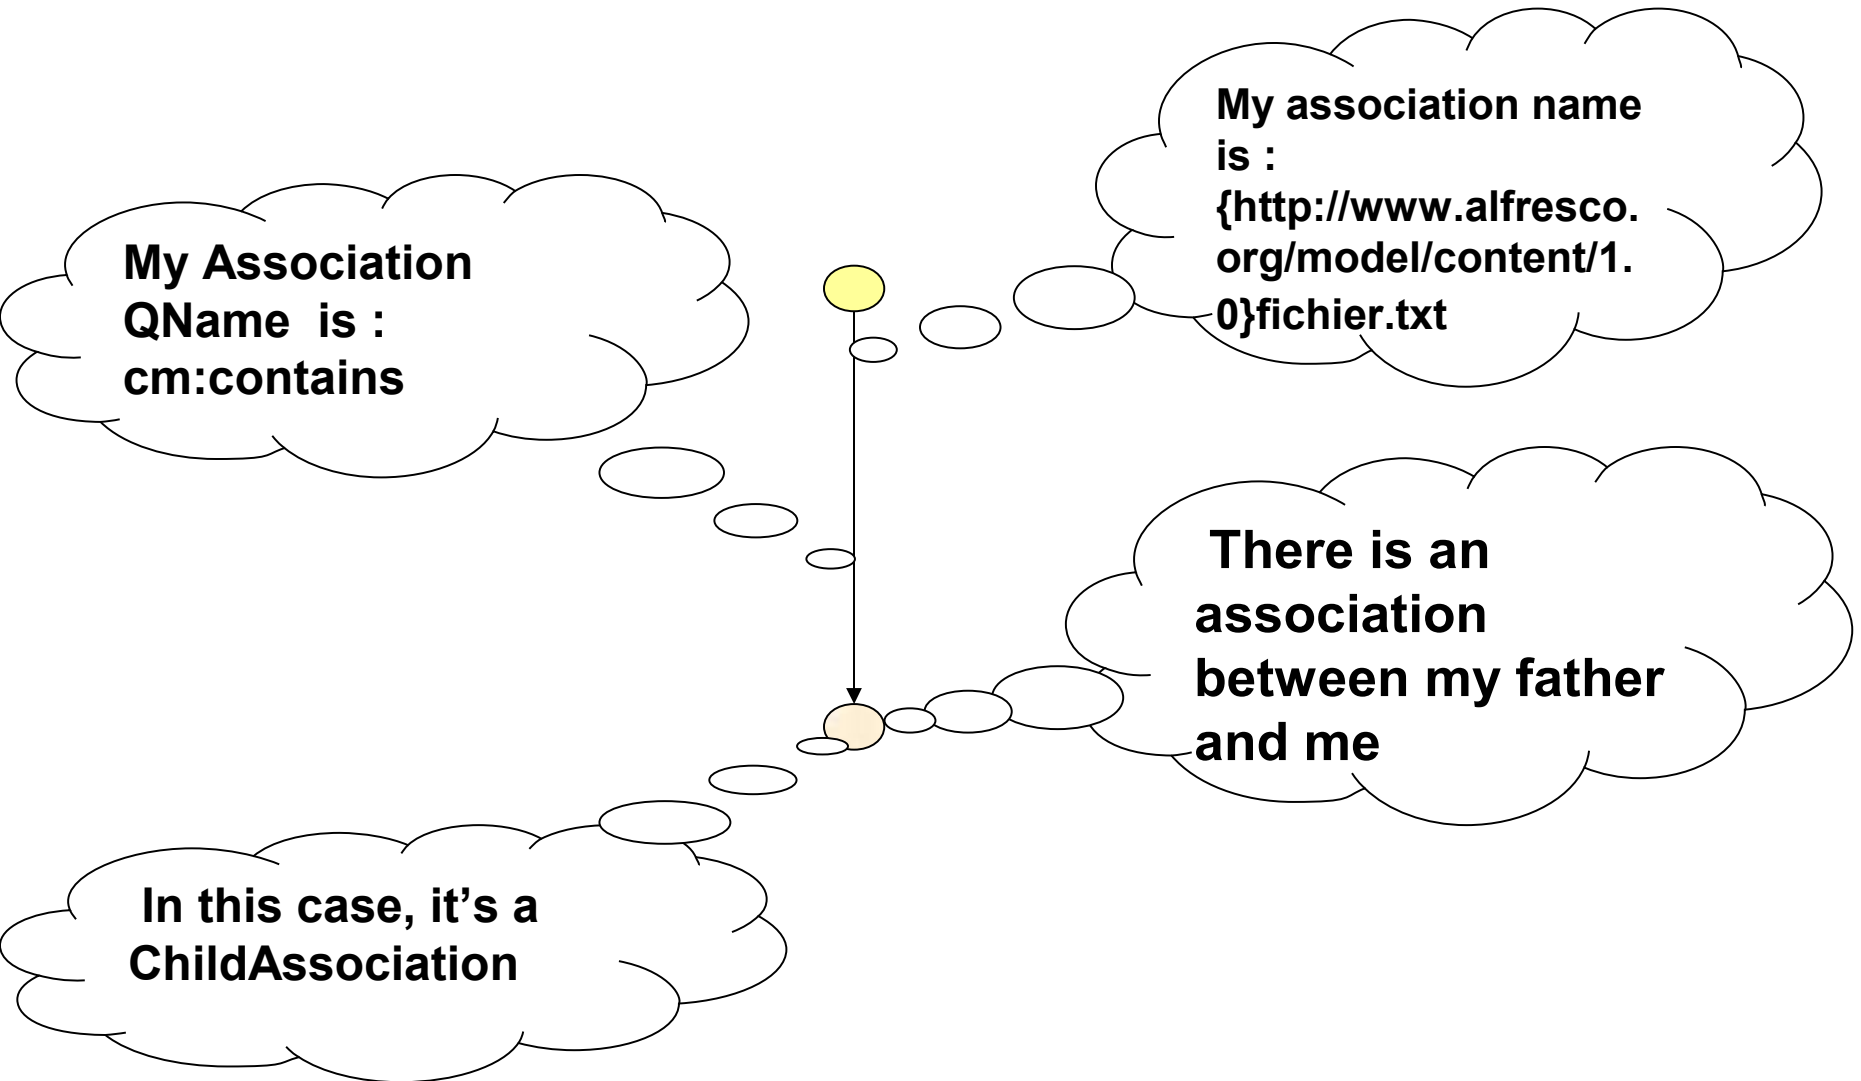 My association name
is :
{http://www.alfresco.
org/model/content/1.
0}fichier.txt
My Association
QName is :
cm:contains
There is an
association
between my father
and me
In this case, it’s a
ChildAssociation